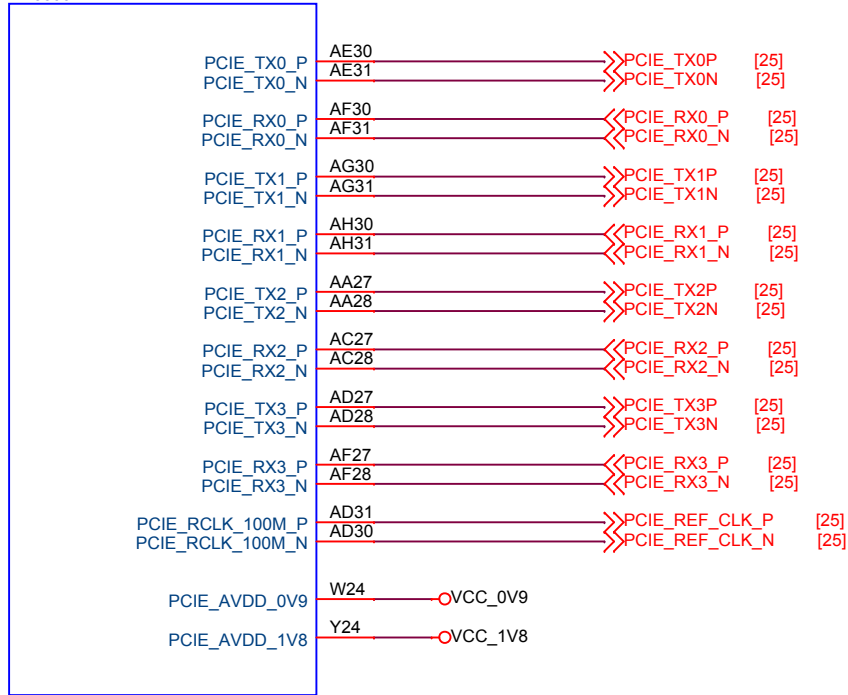 PCIE_TX0_P AE30 PCIE_TX0P [25]
PCIE_TX0_N AE31 PCIE_TX0N [25]
PCIE_RX0_P AF30 PCIE_RX0_P [25]
PCIE_RX0_N AF31 PCIE_RX0_N [25]
PCIE_TX1_P AG30 PCIE_TX1P [25]
PCIE_TX1_N AG31 PCIE_TX1N [25]
PCIE_RX1_P AH30 PCIE_RX1_P [25]
PCIE_RX1_N AH31 PCIE_RX1_N [25]
PCIE_TX2_P AA27 PCIE_TX2P [25]
PCIE_TX2_N AA28 PCIE_TX2N [25]
PCIE_RX2_P AC27 PCIE_RX2_P [25]
PCIE_RX2_N AC28 PCIE_RX2_N [25]
PCIE_TX3_P AD27 PCIE_TX3P [25]
PCIE_TX3_N AD28 PCIE_TX3N [25]
PCIE_RX3_P AF27 PCIE_RX3_P [25]
PCIE_RX3_N AF28 PCIE_RX3_N [25]
PCIE_RCLK_100M_P AD31 PCIE_REF_CLK_P [25]
PCIE_RCLK_100M_N AD30 PCIE_REF_CLK_N [25]
PCIE_AVDD_0V9 W24 VCC_0V9
PCIE_AVDD_1V8 Y24 VCC_1V8